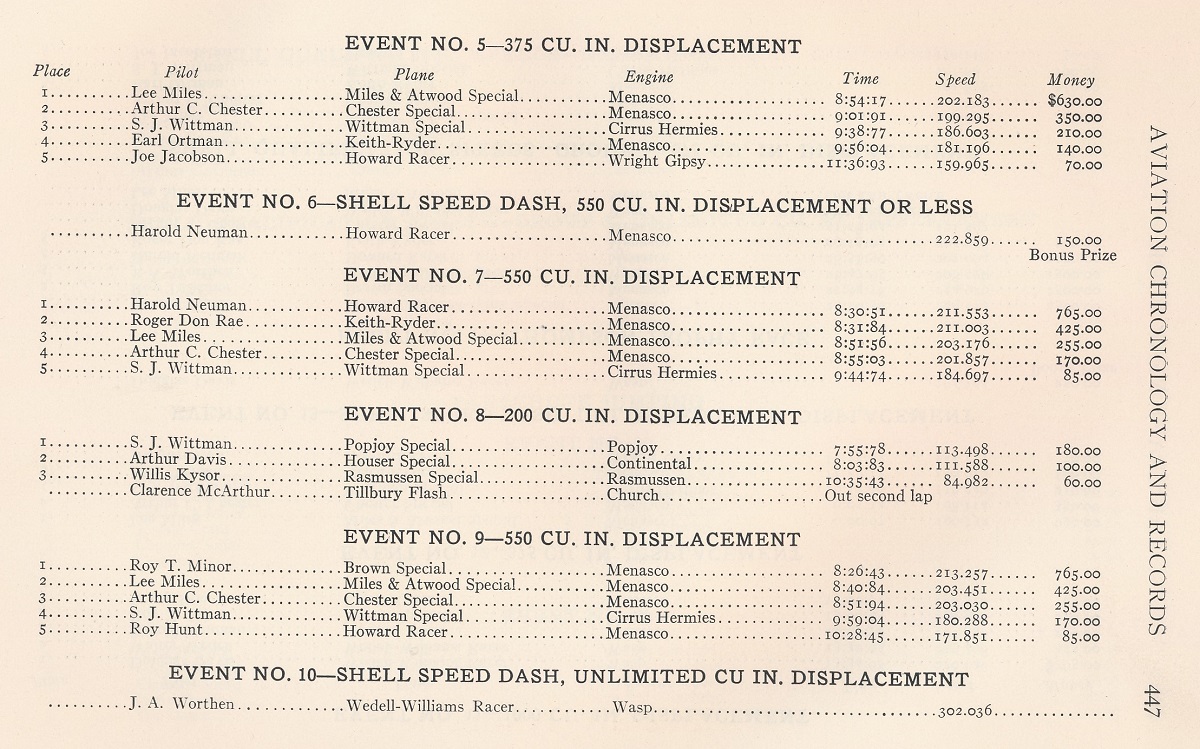 EVENT NO. 5—375 CU. IN. DISPLACEMENT
Place Pilot Plane Engine Time Speed Money
1..........Lee Miles..................Miles & Atwood Special...........Menasco....................8:54:17......202.183......$630.00
2..........Arthur C. Chester..........Chester Special..................Menasco....................9:01:91......199.295......350.00
3..........S. J. Wittman..............Wittman Special..................Cirrus Hermies.............9:38:77......186.603......210.00
4..........Earl Ortman................Keith-Ryder......................Menasco....................9:56:04......181.196......140.00
5..........Joe Jacobson...............Howard Racer.....................Wright Gipsy...............11:36:93......159.965......70.00
EVENT NO. 6—SHELL SPEED DASH, 550 CU. IN. DISPLACEMENT OR LESS
..........Harold Neuman..............Howard Racer.....................Menasco..................................222.859......150.00
Bonus Prize
EVENT NO. 7—550 CU. IN. DISPLACEMENT
1..........Harold Neuman..............Howard Racer.....................Menasco....................8:30:51......211.553......765.00
2..........Roger Don Rae..............Keith-Ryder......................Menasco....................8:31:84......211.003......425.00
3..........Lee Miles..................Miles & Atwood Special...........Menasco....................8:51:56......203.176......255.00
4..........Arthur C. Chester..........Chester Special..................Menasco....................8:55:03......201.857......170.00
5..........S. J. Wittman..............Wittman Special..................Cirrus Hermies.............9:44:74......184.697......85.00
EVENT NO. 8—200 CU. IN. DISPLACEMENT
1..........S. J. Wittman..............Popjoy Special...................Popjoy.....................7:55:78......113.498......180.00
2..........Arthur Davis...............Houser Special...................Continental................8:03:83......111.588......100.00
3..........Willis Kysor...............Rasmussen Special................Rasmussen..................10:35:43......84.982......60.00
..........Clarence McArthur..........Tillbury Flash...................Church.....................Out second lap
EVENT NO. 9—550 CU. IN. DISPLACEMENT
1..........Roy T. Minor...............Brown Special....................Menasco....................8:26:43......213.257......765.00
2..........Lee Miles..................Miles & Atwood Special...........Menasco....................8:40:84......203.451......425.00
3..........Arthur C. Chester..........Chester Special..................Menasco....................8:51:94......203.030......255.00
4..........S. J. Wittman..............Wittman Special..................Cirrus Hermies.............9:59:04......180.288......170.00
5..........Roy Hunt...................Howard Racer.....................Menasco....................10:28:45......171.851......85.00
EVENT NO. 10—SHELL SPEED DASH, UNLIMITED CU IN. DISPLACEMENT
..........J. A. Worthen..............Wedell-Williams Racer............Wasp.....................................302.036...............
AVIATION CHRONOLOGY AND RECORDS
447